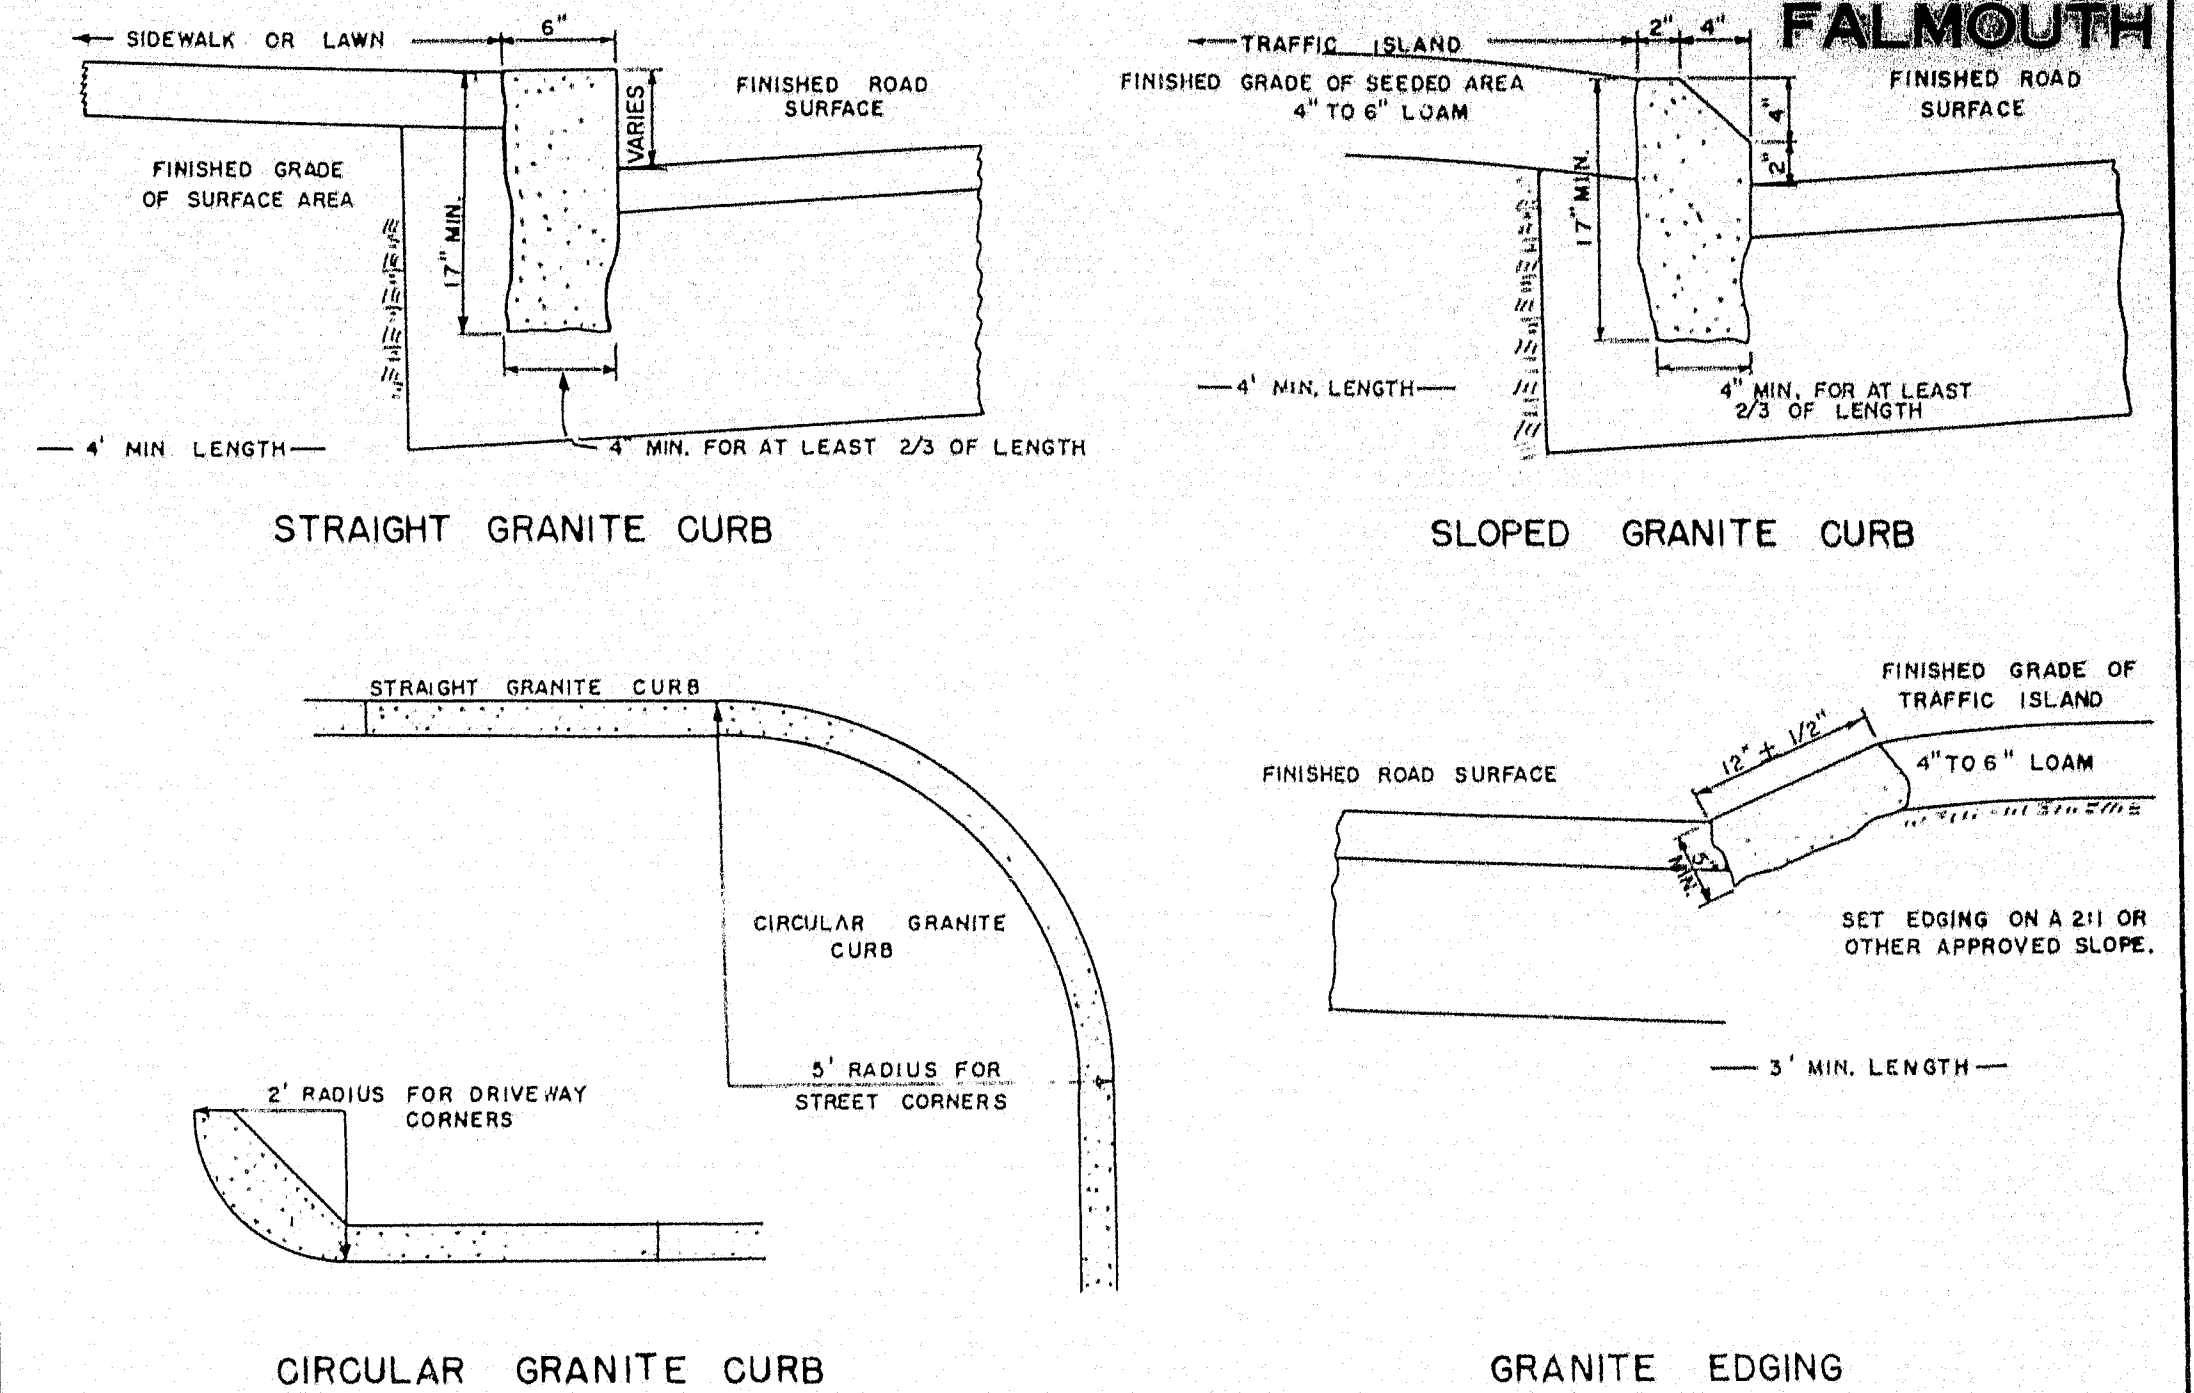 FALMOUTH
SIDEWALK OR LAWN
6"
FINISHED ROAD
SURFACE
VARIES
FINISHED GRADE
OF SURFACE AREA
17" MIN.
4' MIN LENGTH
4" MIN. FOR AT LEAST 2/3 OF LENGTH
STRAIGHT GRANITE CURB
TRAFFIC ISLAND
2" 4"
FINISHED GRADE OF SEEDED AREA
4" TO 6" LOAM
FINISHED ROAD
SURFACE
4"
2"
17" MIN.
4' MIN. LENGTH
4" MIN. FOR AT LEAST
2/3 OF LENGTH
SLOPED GRANITE CURB
STRAIGHT GRANITE CURB
CIRCULAR GRANITE
CURB
5' RADIUS FOR
STREET CORNERS
2' RADIUS FOR DRIVEWAY
CORNERS
CIRCULAR GRANITE CURB
FINISHED GRADE OF
TRAFFIC ISLAND
12" + 1/2"
4" TO 6" LOAM
FINISHED ROAD SURFACE
5"
MIN.
SET EDGING ON A 2:1 OR
OTHER APPROVED SLOPE.
3' MIN. LENGTH
GRANITE EDGING